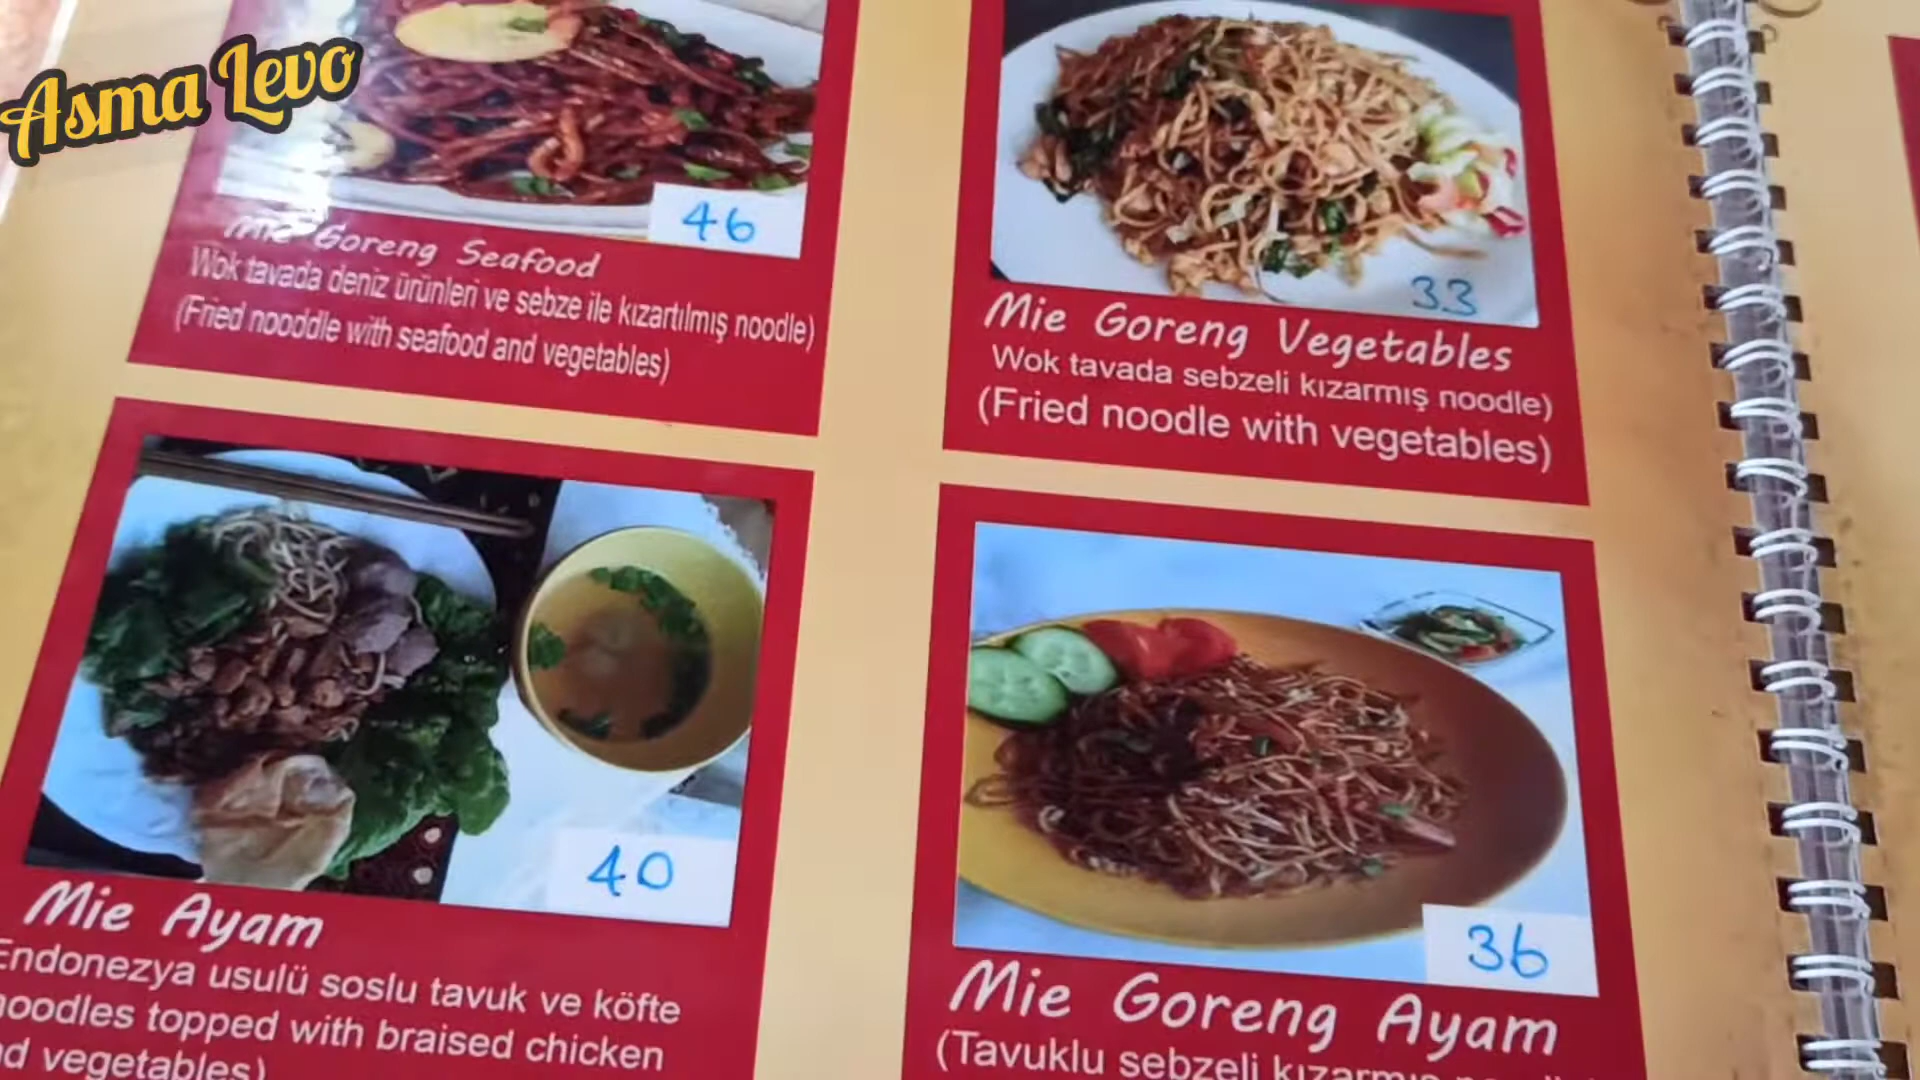 Asma Levo
46
Mie Goreng Seafood
Wok tavada deniz ürünleri ve sebze ile kızartılmış noodle)
(Fried nooddle with seafood and vegetables)
33
Mie Goreng Vegetables
Wok tavada sebzeli kızarmış noodle)
(Fried noodle with vegetables)
40
Mie Ayam
Endonezya usulü soslu tavuk ve köfte
noodles topped with braised chicken
vegetables)
36
Mie Goreng Ayam
(Tavuklu sebzeli